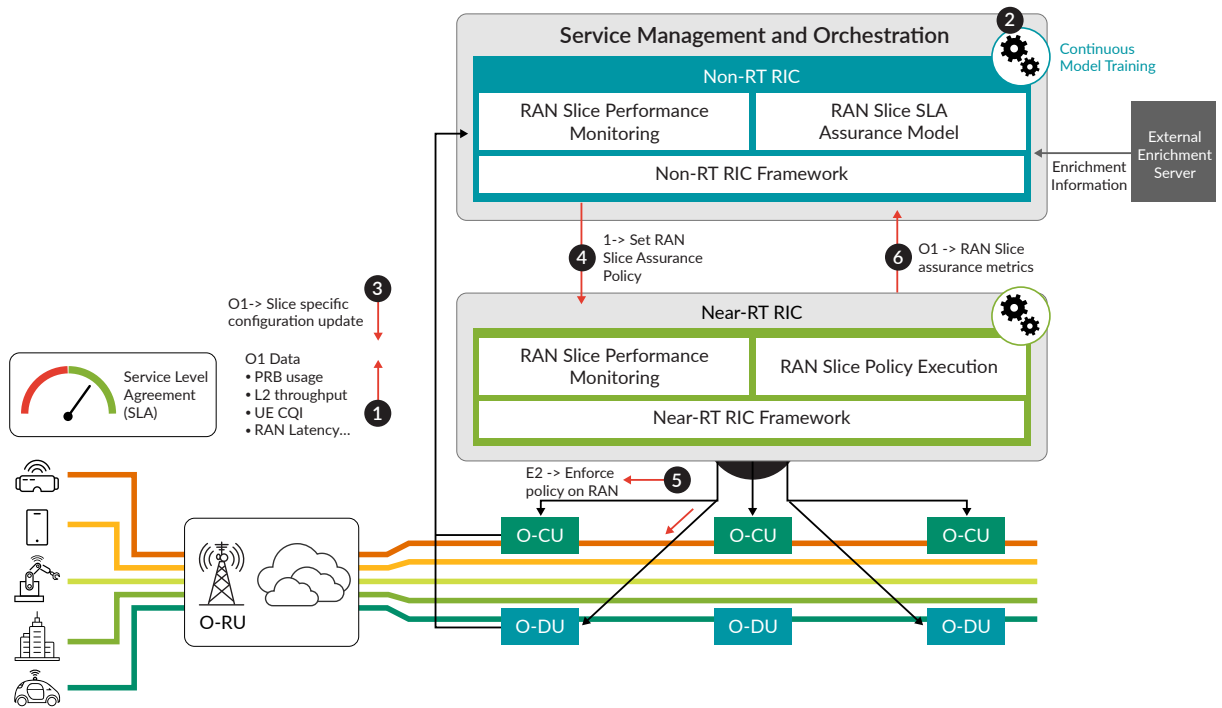 2
Service Management and Orchestration
Continuous
Model Training
Non-RT RIC
RAN Slice Performance
Monitoring
RAN Slice SLA
Assurance Model
Non-RT RIC Framework
External
Enrichment
Server
Enrichment
Information
4
1-> Set RAN
Slice Assurance
Policy
6
O1 -> RAN Slice
assurance metrics
3
O1-> Slice specific
configuration update
O1 Data
• PRB usage
• L2 throughput
• UE CQI
• RAN Latency...
1
Service Level
Agreement
(SLA)
Near-RT RIC
RAN Slice Performance
Monitoring
RAN Slice Policy Execution
Near-RT RIC Framework
E2 -> Enforce
policy on RAN
5
O-CU
O-CU
O-CU
O-RU
O-DU
O-DU
O-DU